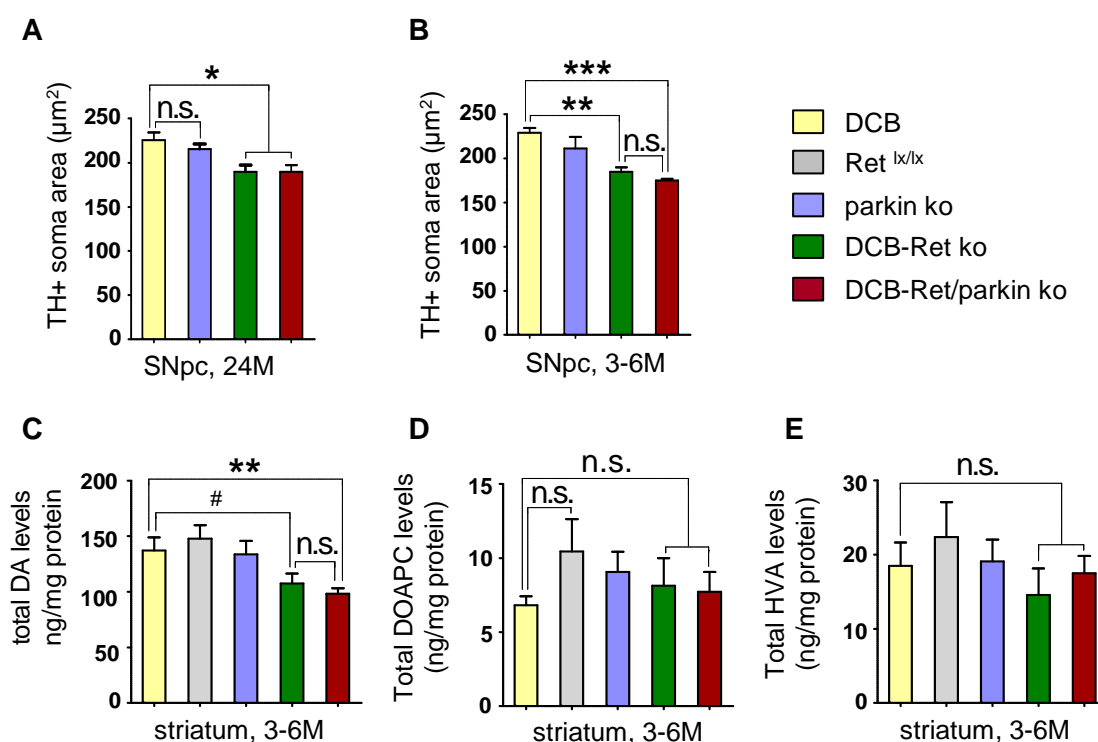 A
TH+ soma area (µm²)
250
200
150
100
50
0
*
n.s.
SNpc, 24M
B
TH+ soma area (µm²)
250
200
150
100
50
0
***
**
n.s.
SNpc, 3-6M
DCB
Ret lx/lx
parkin ko
DCB-Ret ko
DCB-Ret/parkin ko
C
total DA levels
ng/mg protein
200
150
100
50
0
**
#
n.s.
striatum, 3-6M
D
Total DOAPC levels
(ng/mg protein)
15
10
5
0
n.s.
n.s.
striatum, 3-6M
E
Total HVA levels
(ng/mg protein)
30
20
10
0
n.s.
striatum, 3-6M